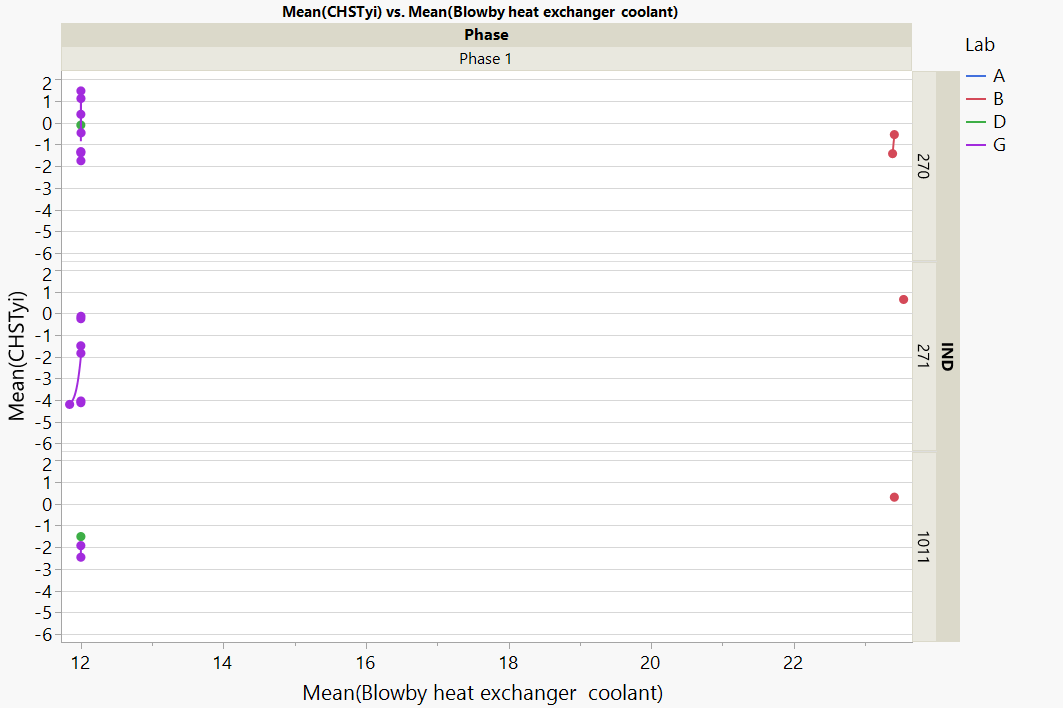 Mean(CHSTyi) vs. Mean(Blowby heat exchanger coolant)
Phase
Phase 1
Lab
A
B
D
G
Mean(CHSTyi)
2
1
0
-1
-2
-3
-4
-5
-6
270
2
1
0
-1
-2
-3
-4
-5
-6
271
IND
2
1
0
-1
-2
-3
-4
-5
-6
1011
12 14 16 18 20 22
Mean(Blowby heat exchanger coolant)